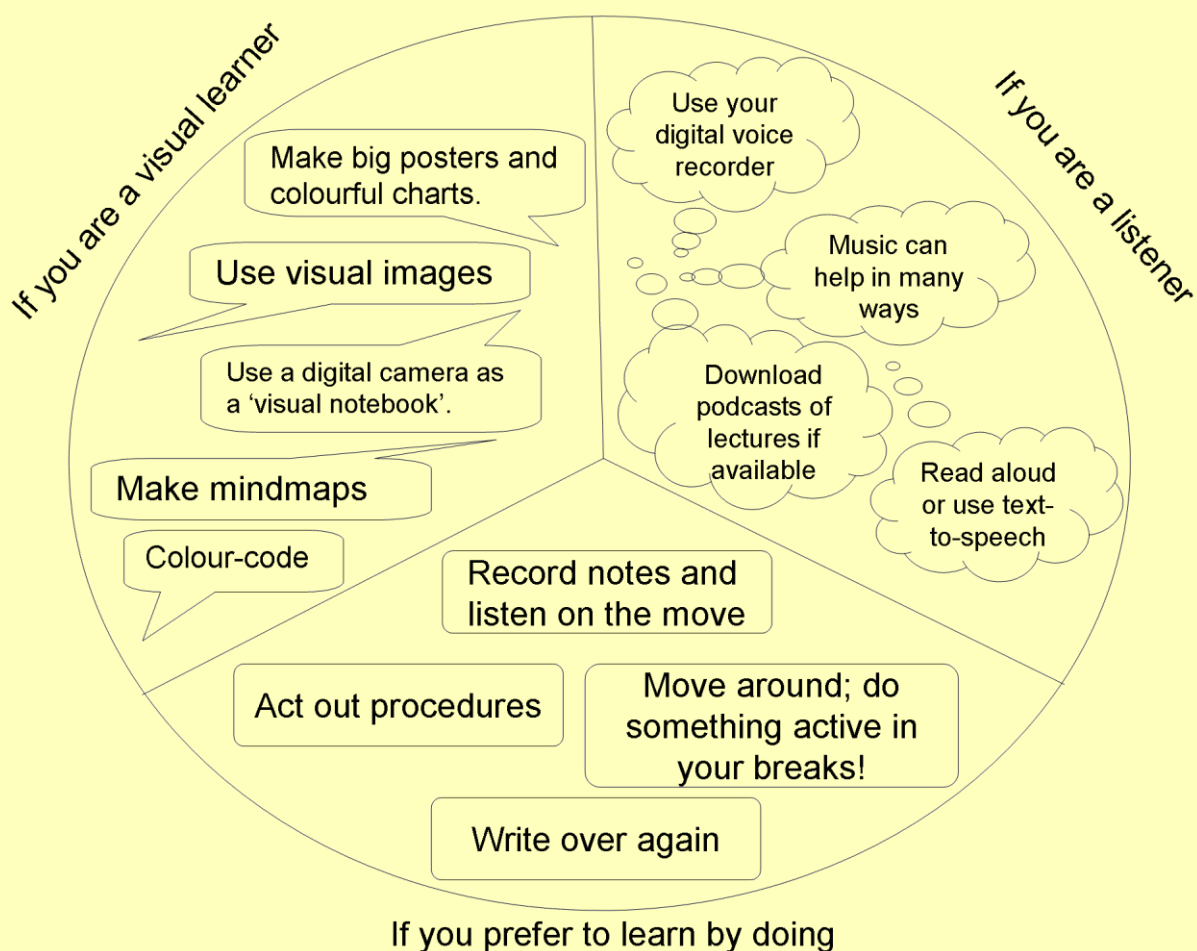 If you are a visual learner
Make big posters and
colourful charts.
Use visual images
Use a digital camera as
a ‘visual notebook’.
Make mindmaps
Colour-code
If you are a listener
Use your
digital voice
recorder
Music can
help in many
ways
Download
podcasts of
lectures if
available
Read aloud
or use text-
to-speech
Record notes and
listen on the move
Act out procedures
Move around; do
something active in
your breaks!
Write over again
If you prefer to learn by doing